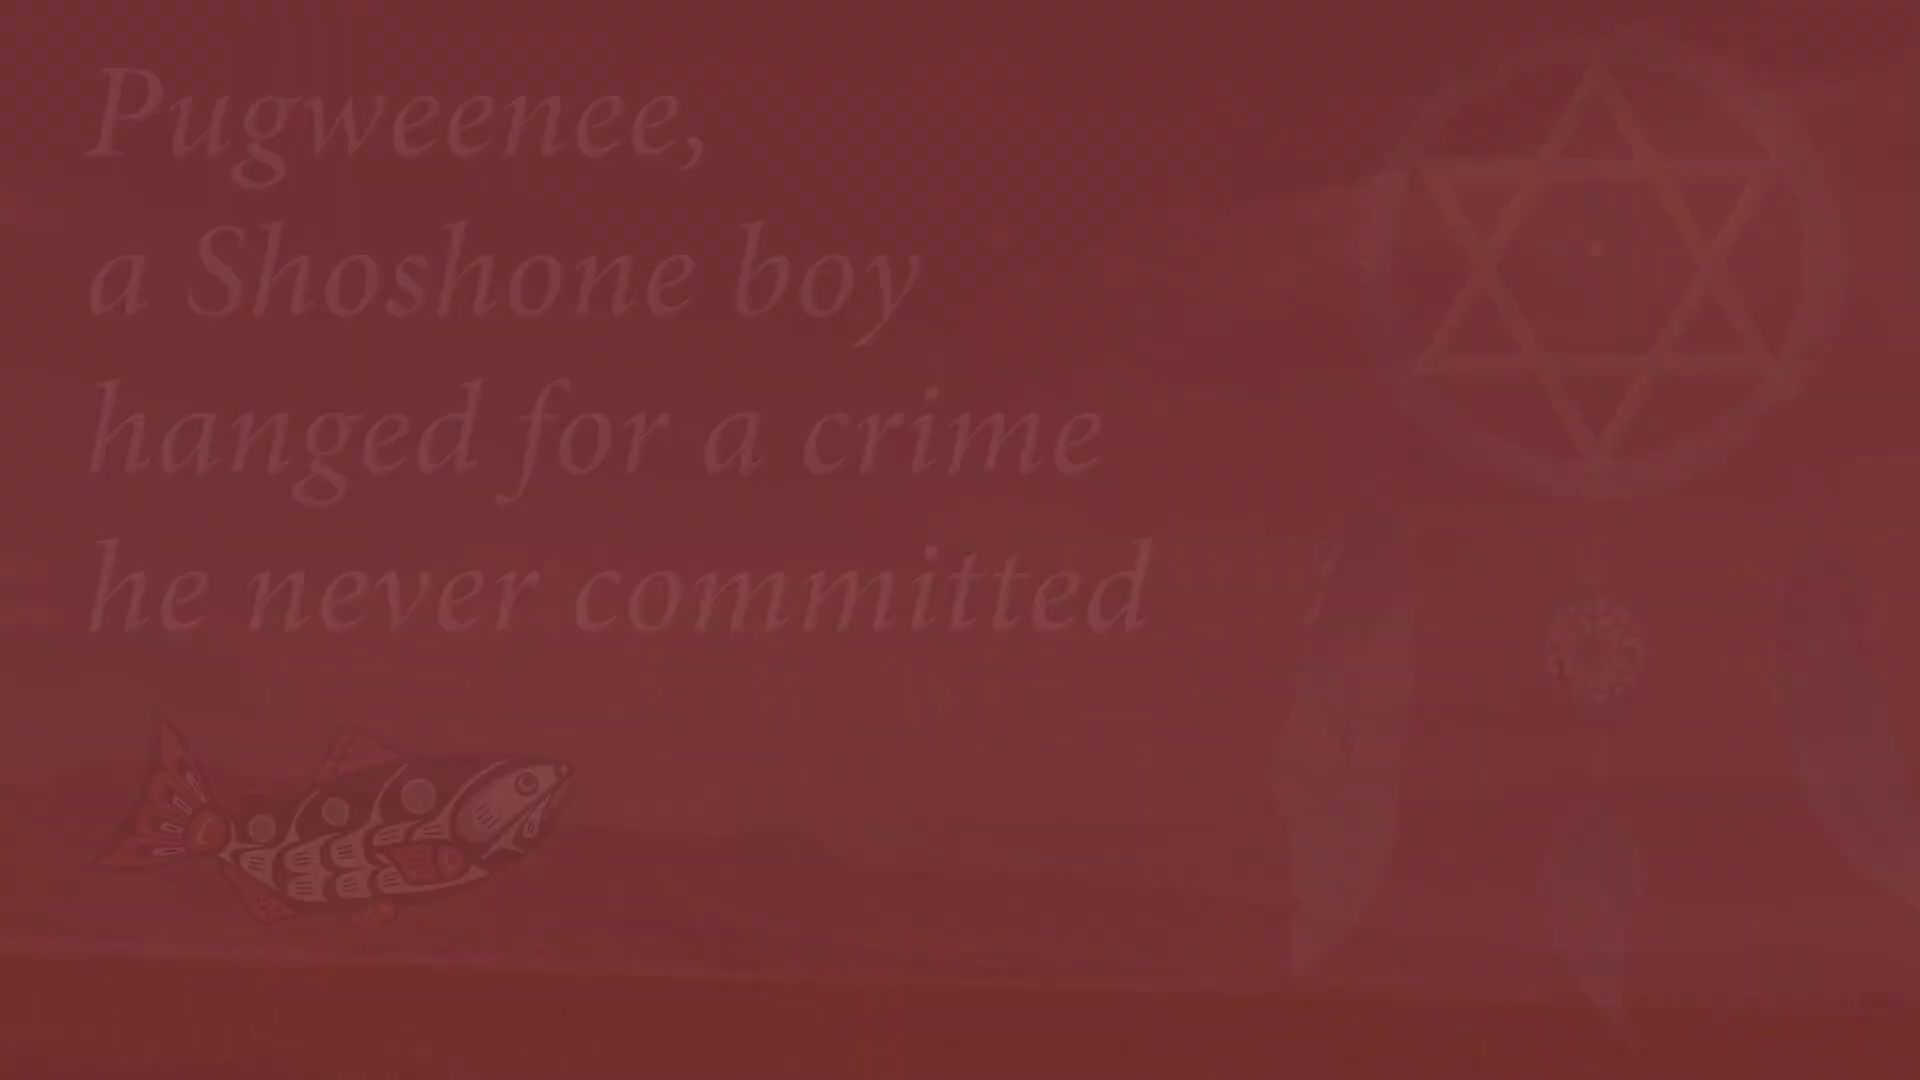 Pugweenee,
a Shoshone boy
hanged for a crime
he never committed